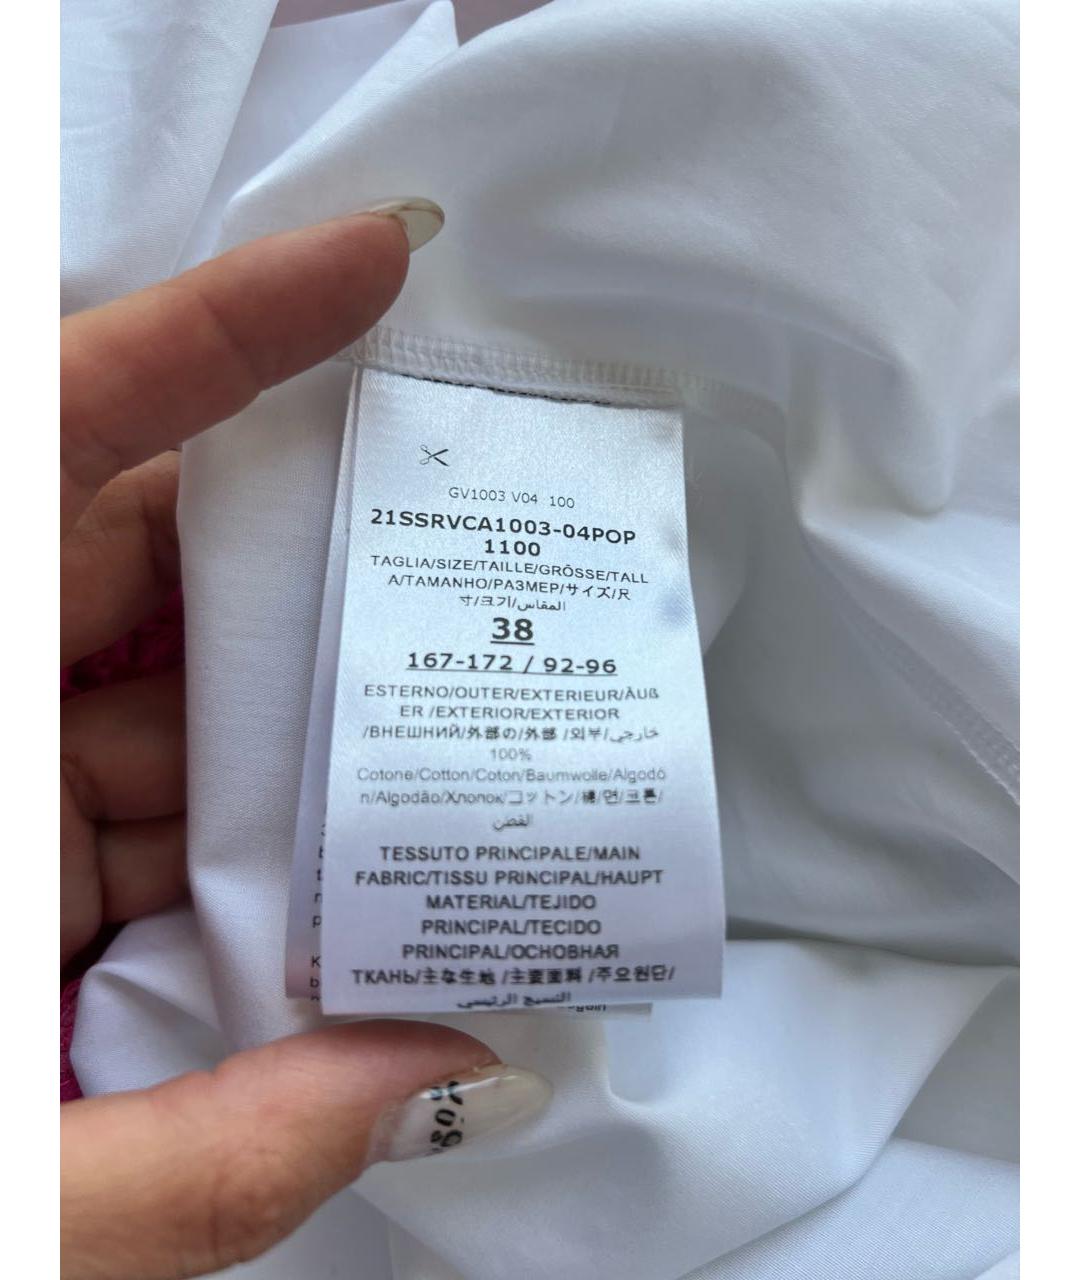 GV1003 V04 100
21SSRVCA1003-04POP
1100
TAGLIA/SIZE/TAILLE/GRÖSSE/TALL
A/TAMANHO/РАЗМЕР/サイズ/尺
寸/크기/المقاس
38
167-172 / 92-96
ESTERNO/OUTER/EXTERIEUR/ÄUß
ER /EXTERIOR/EXTERIOR
/ВНЕШНИЙ/外部の/外部 /외부/خارجي
100%
Cotone/Cotton/Coton/Baumwolle/Algodó
n/Algodão/Хлопок/コットン/棉/면/코튼/
القطن
TESSUTO PRINCIPALE/MAIN
FABRIC/TISSU PRINCIPAL/HAUPT
MATERIAL/TEJIDO
PRINCIPAL/TECIDO
PRINCIPAL/ОСНОВНАЯ
ТКАНЬ/主な生地 /主要面料 /주요원단/
النسيج الرئيسي